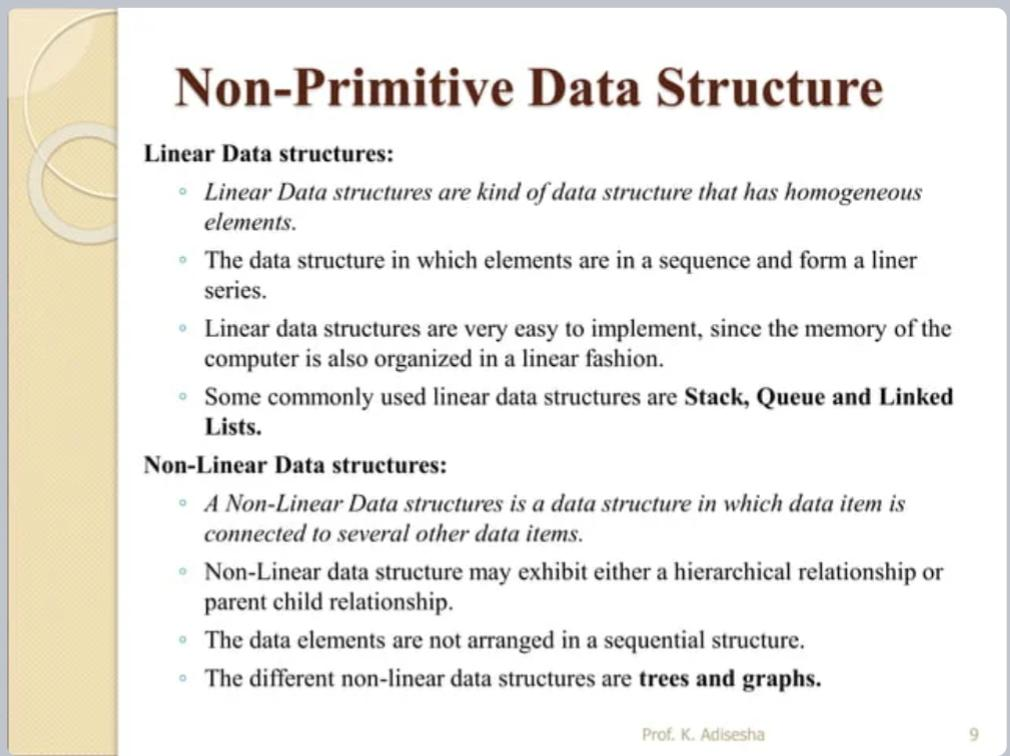 Non-Primitive Data Structure
Linear Data structures:
◦ Linear Data structures are kind of data structure that has homogeneous
elements.
◦ The data structure in which elements are in a sequence and form a liner
series.
◦ Linear data structures are very easy to implement, since the memory of the
computer is also organized in a linear fashion.
◦ Some commonly used linear data structures are Stack, Queue and Linked
Lists.
Non-Linear Data structures:
◦ A Non-Linear Data structures is a data structure in which data item is
connected to several other data items.
◦ Non-Linear data structure may exhibit either a hierarchical relationship or
parent child relationship.
◦ The data elements are not arranged in a sequential structure.
◦ The different non-linear data structures are trees and graphs.
Prof. K. Adisesha 9